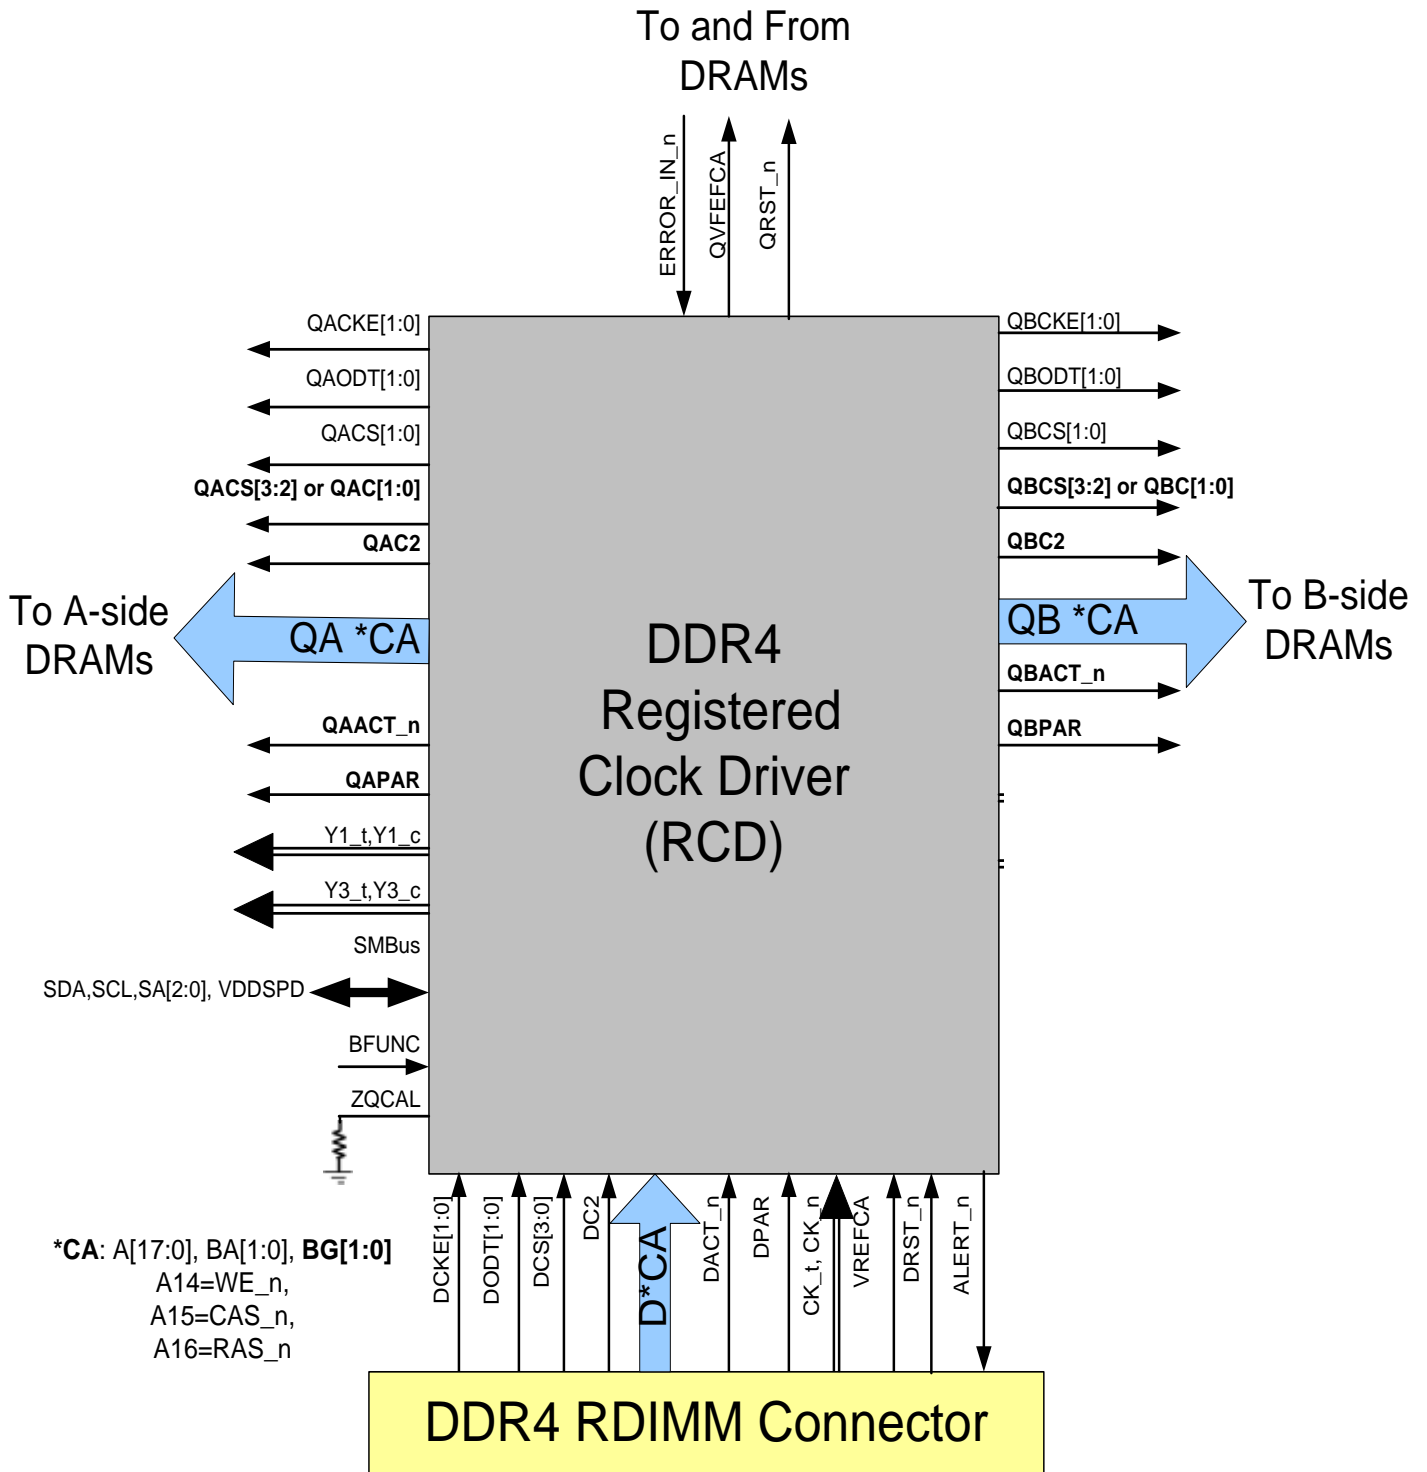 To and From
DRAMs
ERROR_IN_n
QVFEFCA
QRST_n
QACKE[1:0]
QAODT[1:0]
QACS[1:0]
QACS[3:2] or QAC[1:0]
QAC2
To A-side
DRAMs
QA *CA
QAACT_n
QAPAR
Y1_t,Y1_c
Y3_t,Y3_c
SMBus
SDA,SCL,SA[2:0], VDDSPD
BFUNC
ZQCAL
DDR4
Registered
Clock Driver
(RCD)
QBCKE[1:0]
QBODT[1:0]
QBCS[1:0]
QBCS[3:2] or QBC[1:0]
QBC2
QB *CA
To B-side
DRAMs
QBACT_n
QBPAR
*CA: A[17:0], BA[1:0], BG[1:0]
A14=WE_n,
A15=CAS_n,
A16=RAS_n
DCKE[1:0]
DODT[1:0]
DCS[3:0]
DC2
D*CA
DACT_n
DPAR
CK_t, CK_n
VREFCA
DRST_n
ALERT_n
DDR4 RDIMM Connector